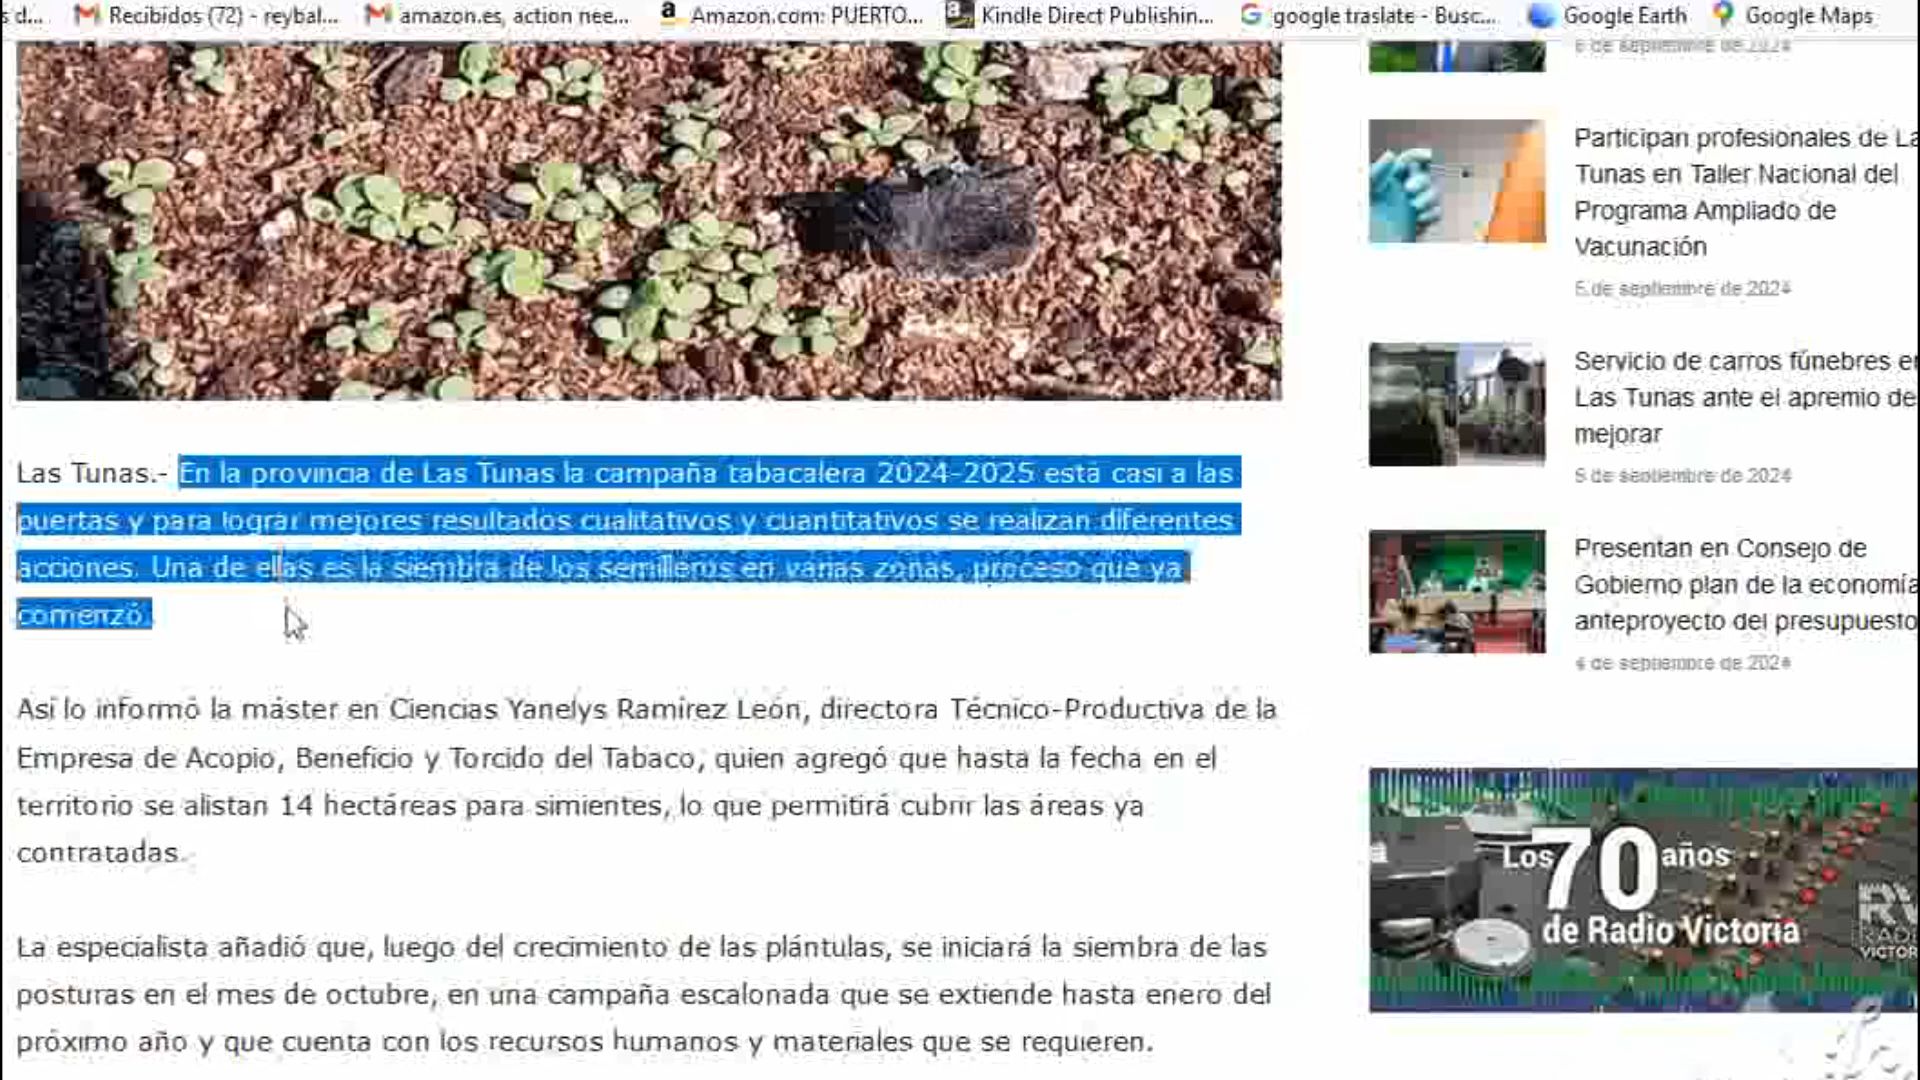 s d...
Recibidos (72) - reybal...
amazon.es, action nee...
Amazon.com: PUERTO...
Kindle Direct Publishin...
google traslate - Busc...
Google Earth
Google Maps
Las Tunas.- En la provincia de Las Tunas la campaña tabacalera 2024-2025 está casi a las
puertas y para lograr mejores resultados cualitativos y cuantitativos se realizan diferentes
acciones. Una de ellas es la siembra de los semilleros en varias zonas, proceso que ya
comenzó.
Así lo informó la máster en Ciencias Yanelys Ramírez León, directora Técnico-Productiva de la
Empresa de Acopio, Beneficio y Torcido del Tabaco, quien agregó que hasta la fecha en el
territorio se alistan 14 hectáreas para simientes, lo que permitirá cubrir las áreas ya
contratadas.
La especialista añadió que, luego del crecimiento de las plántulas, se iniciará la siembra de las
posturas en el mes de octubre, en una campaña escalonada que se extiende hasta enero del
próximo año y que cuenta con los recursos humanos y materiales que se requieren.
6 de septiembre de 2024
Participan profesionales de La
Tunas en Taller Nacional del
Programa Ampliado de
Vacunación
5 de septiembre de 2024
Servicio de carros fúnebres en
Las Tunas ante el apremio de
mejorar
5 de septiembre de 2024
Presentan en Consejo de
Gobierno plan de la economía
anteproyecto del presupuesto
4 de septiembre de 2024
Los 70 años
de Radio Victoria
RV
RADI
VICTOR